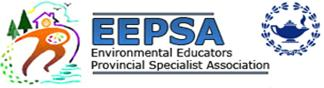 EEPSA
Environmental Educators
Provincial Specialist Association